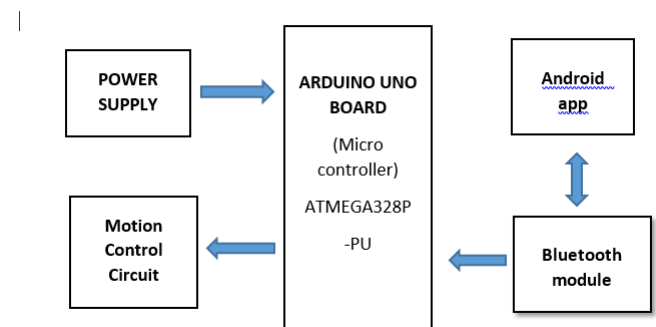 POWER
SUPPLY
ARDUINO UNO
BOARD
(Micro
controller)
ATMEGA328P
-PU
Android
app
Motion
Control
Circuit
Bluetooth
module